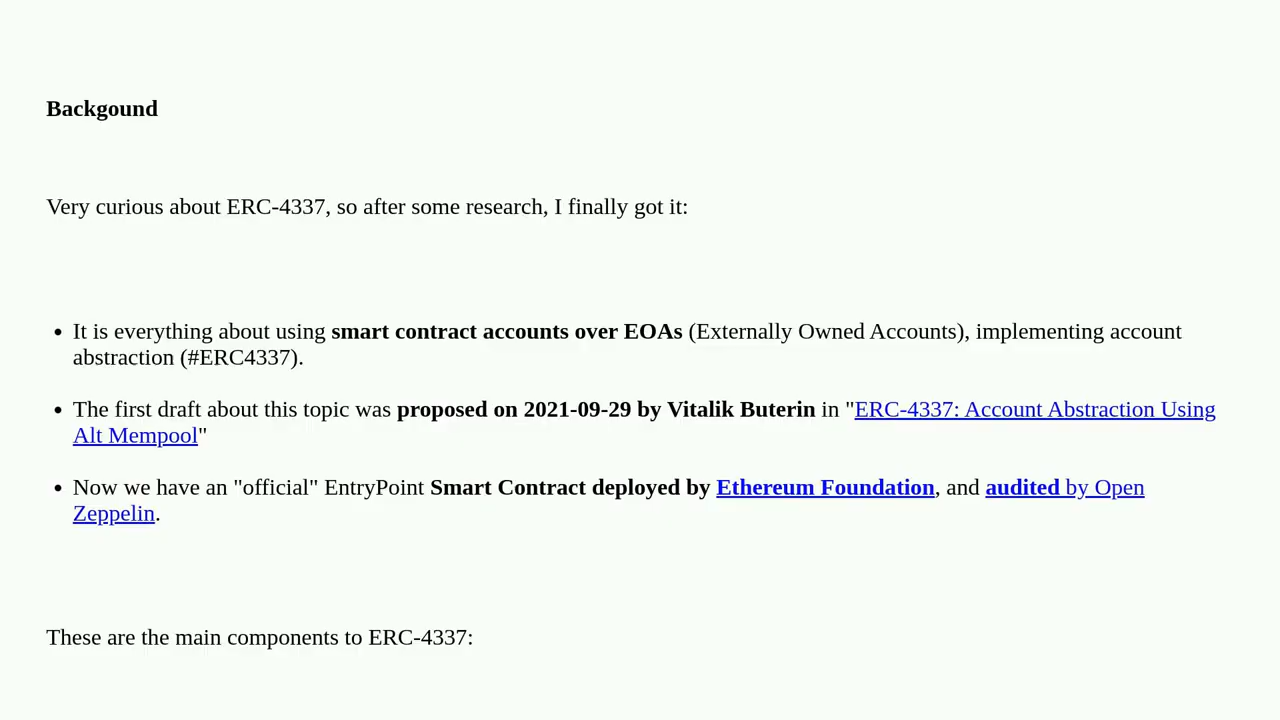 Backgound
Very curious about ERC-4337, so after some research, I finally got it:
• It is everything about using smart contract accounts over EOAs (Externally Owned Accounts), implementing account
abstraction (#ERC4337).
• The first draft about this topic was proposed on 2021-09-29 by Vitalik Buterin in "ERC-4337: Account Abstraction Using
Alt Mempool"
• Now we have an "official" EntryPoint Smart Contract deployed by Ethereum Foundation, and audited by Open
Zeppelin.
These are the main components to ERC-4337: